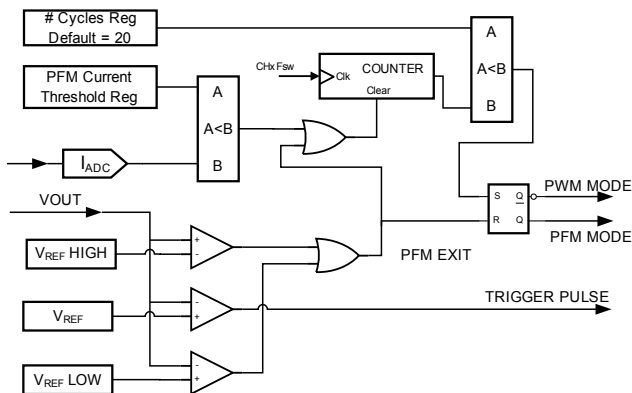 # Cycles Reg
Default = 20
A
A<B
B
CHx Fsw
Clk
COUNTER
Clear
PFM Current
Threshold Reg
A
A<B
B
IADC
S
Q
R
Q
PWM MODE
PFM MODE
VOUT
VREF HIGH
+
-
PFM EXIT
VREF
-
+
TRIGGER PULSE
VREF LOW
-
+